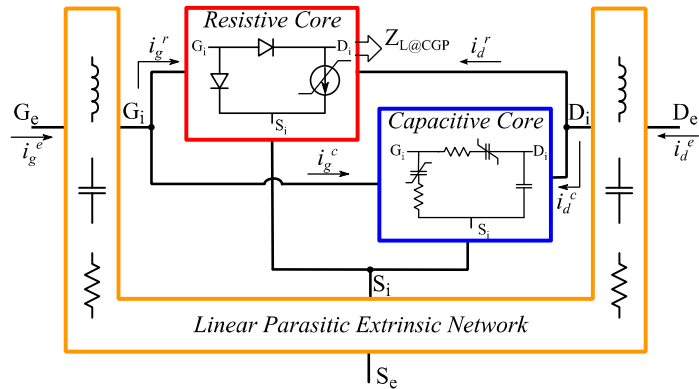 Resistive Core
G_i
D_i
S_i
Z_L@CGP
i_g^r
i_d^r
G_e
G_i
D_i
D_e
i_g^e
i_d^e
Capacitive Core
G_i
D_i
S_i
i_g^c
i_d^c
S_i
Linear Parasitic Extrinsic Network
S_e